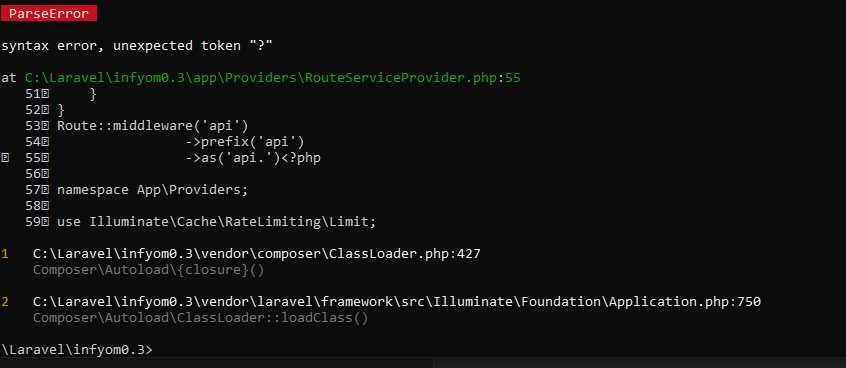 ParseError
syntax error, unexpected token "?"
at C:\Laravel\infyom0.3\app\Providers\RouteServiceProvider.php:55
51 }
52 }
53 Route::middleware('api')
54 ->prefix('api')
55 ->as('api.')<?php
56
57 namespace App\Providers;
58
59 use Illuminate\Cache\RateLimiting\Limit;
1 C:\Laravel\infyom0.3\vendor\composer\ClassLoader.php:427
Composer\Autoload\{closure}()
2 C:\Laravel\infyom0.3\vendor\laravel\framework\src\Illuminate\Foundation\Application.php:750
Composer\Autoload\ClassLoader::loadClass()
\Laravel\infyom0.3>